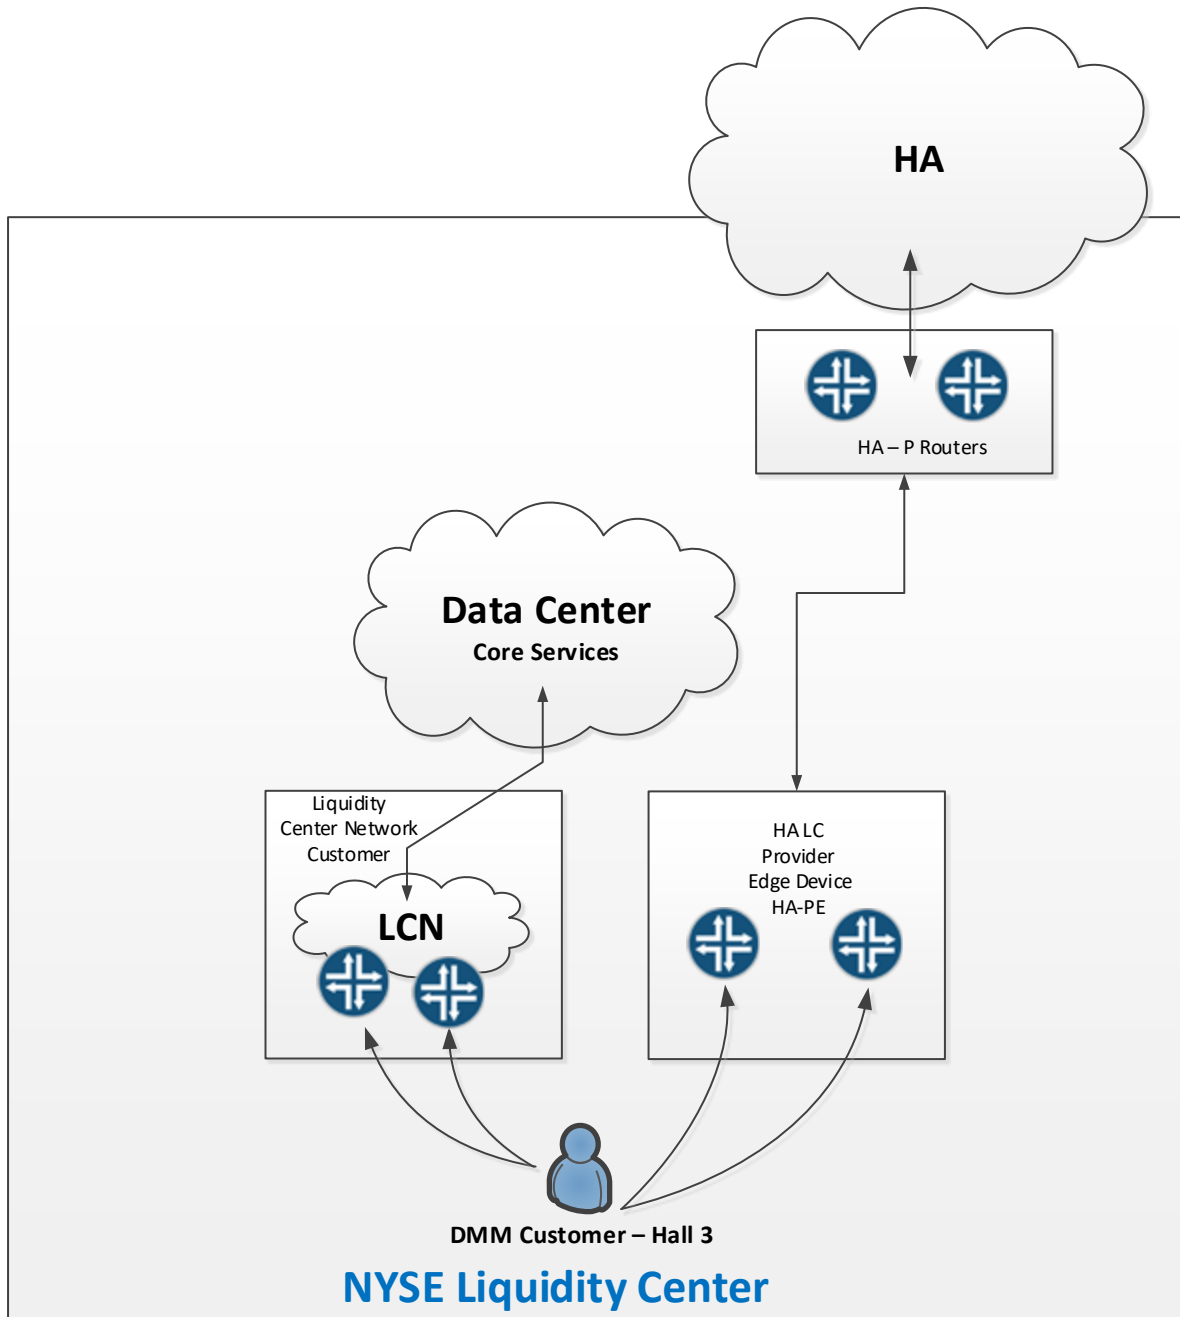 HA
HA – P Routers
Data Center
Core Services
Liquidity
Center Network
Customer
LCN
HA LC
Provider
Edge Device
HA-PE
DMM Customer – Hall 3
NYSE Liquidity Center